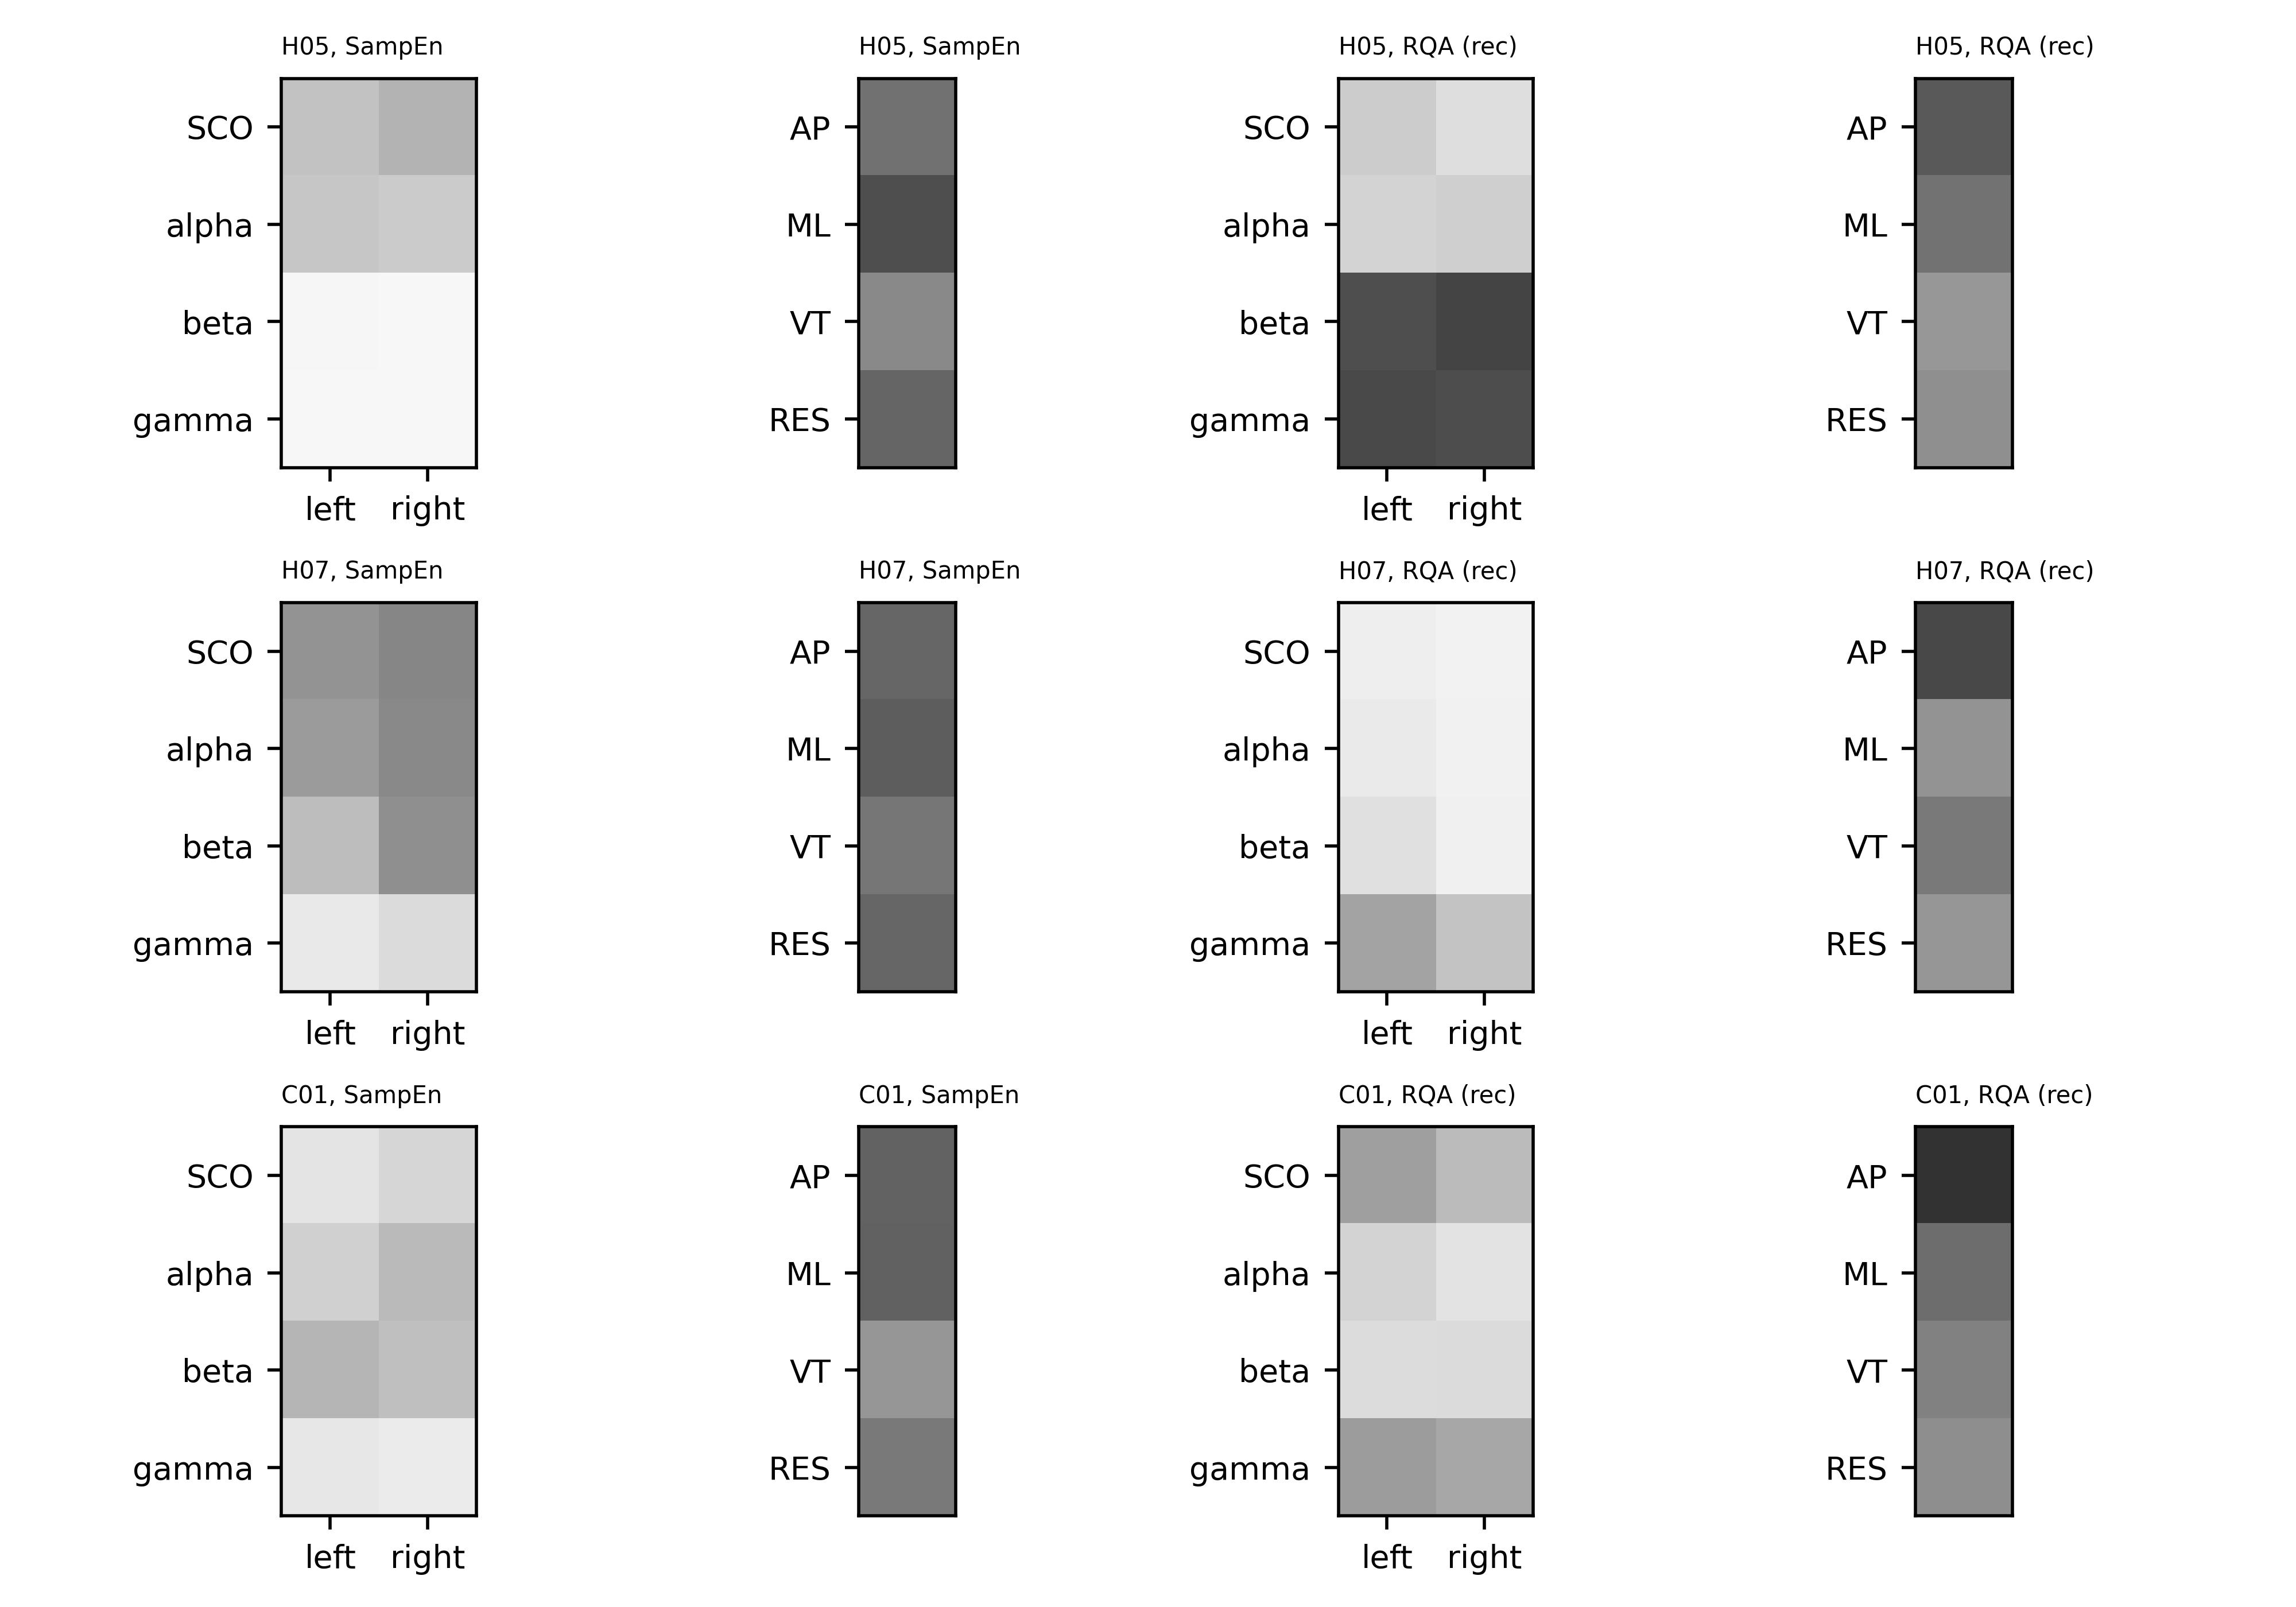 H05, SampEn
SCO
alpha
beta
gamma
left right
H05, SampEn
AP
ML
VT
RES
H05, RQA (rec)
SCO
alpha
beta
gamma
left right
H05, RQA (rec)
AP
ML
VT
RES
H07, SampEn
SCO
alpha
beta
gamma
left right
H07, SampEn
AP
ML
VT
RES
H07, RQA (rec)
SCO
alpha
beta
gamma
left right
H07, RQA (rec)
AP
ML
VT
RES
C01, SampEn
SCO
alpha
beta
gamma
left right
C01, SampEn
AP
ML
VT
RES
C01, RQA (rec)
SCO
alpha
beta
gamma
left right
C01, RQA (rec)
AP
ML
VT
RES